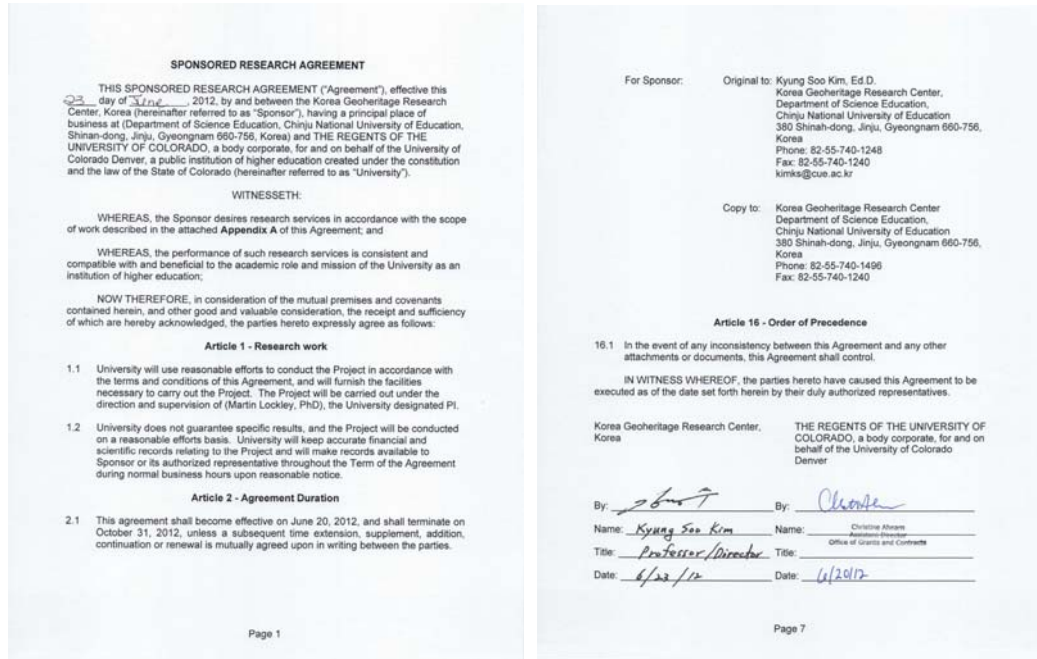 SPONSORED RESEARCH AGREEMENT
THIS SPONSORED RESEARCH AGREEMENT ("Agreement"), effective this
23 day of June, 2012, by and between the Korea Geoheritage Research
Center, Korea (hereinafter referred to as "Sponsor"), having a principal place of
business at (Department of Science Education, Chinju National University of Education,
Shinan-dong, Jinju, Gyeongnam 660-756, Korea) and THE REGENTS OF THE
UNIVERSITY OF COLORADO, a body corporate, for and on behalf of the University of
Colorado Denver, a public institution of higher education created under the constitution
and the law of the State of Colorado (hereinafter referred to as "University").
WITNESSETH:
WHEREAS, the Sponsor desires research services in accordance with the scope
of work described in the attached Appendix A of this Agreement; and
WHEREAS, the performance of such research services is consistent and
compatible with and beneficial to the academic role and mission of the University as an
institution of higher education;
NOW THEREFORE, in consideration of the mutual premises and covenants
contained herein, and other good and valuable consideration, the receipt and sufficiency
of which are hereby acknowledged, the parties hereto expressly agree as follows:
Article 1 - Research work
1.1 University will use reasonable efforts to conduct the Project in accordance with
the terms and conditions of this Agreement, and will furnish the facilities
necessary to carry out the Project. The Project will be carried out under the
direction and supervision of (Martin Lockley, PhD), the University designated PI.
1.2 University does not guarantee specific results, and the Project will be conducted
on a reasonable efforts basis. University will keep accurate financial and
scientific records relating to the Project and will make records available to
Sponsor or its authorized representative throughout the Term of the Agreement
during normal business hours upon reasonable notice.
Article 2 - Agreement Duration
2.1 This agreement shall become effective on June 20, 2012, and shall terminate on
October 31, 2012, unless a subsequent time extension, supplement, addition,
continuation or renewal is mutually agreed upon in writing between the parties.
Page 1
For Sponsor: Original to: Kyung Soo Kim, Ed.D.
Korea Geoheritage Research Center,
Department of Science Education,
Chinju National University of Education
380 Shinah-dong, Jinju, Gyeongnam 660-756,
Korea
Phone: 82-55-740-1248
Fax: 82-55-740-1240
kimks@cue.ac.kr
Copy to: Korea Geoheritage Research Center
Department of Science Education,
Chinju National University of Education
380 Shinah-dong, Jinju, Gyeongnam 660-756,
Korea
Phone: 82-55-740-1496
Fax: 82-55-740-1240
Article 16 - Order of Precedence
16.1 In the event of any inconsistency between this Agreement and any other
attachments or documents, this Agreement shall control.
IN WITNESS WHEREOF, the parties hereto have caused this Agreement to be
executed as of the date set forth herein by their duly authorized representatives.
Korea Geoheritage Research Center,
Korea
THE REGENTS OF THE UNIVERSITY OF
COLORADO, a body corporate, for and on
behalf of the University of Colorado
Denver
By: By:
Name: Kyung Soo Kim Name: Christine Ahearn
Assistant Director
Title: Professor/Director Title: Office of Grants and Contracts
Date: 6/23/12 Date: 6/20/12
Page 7